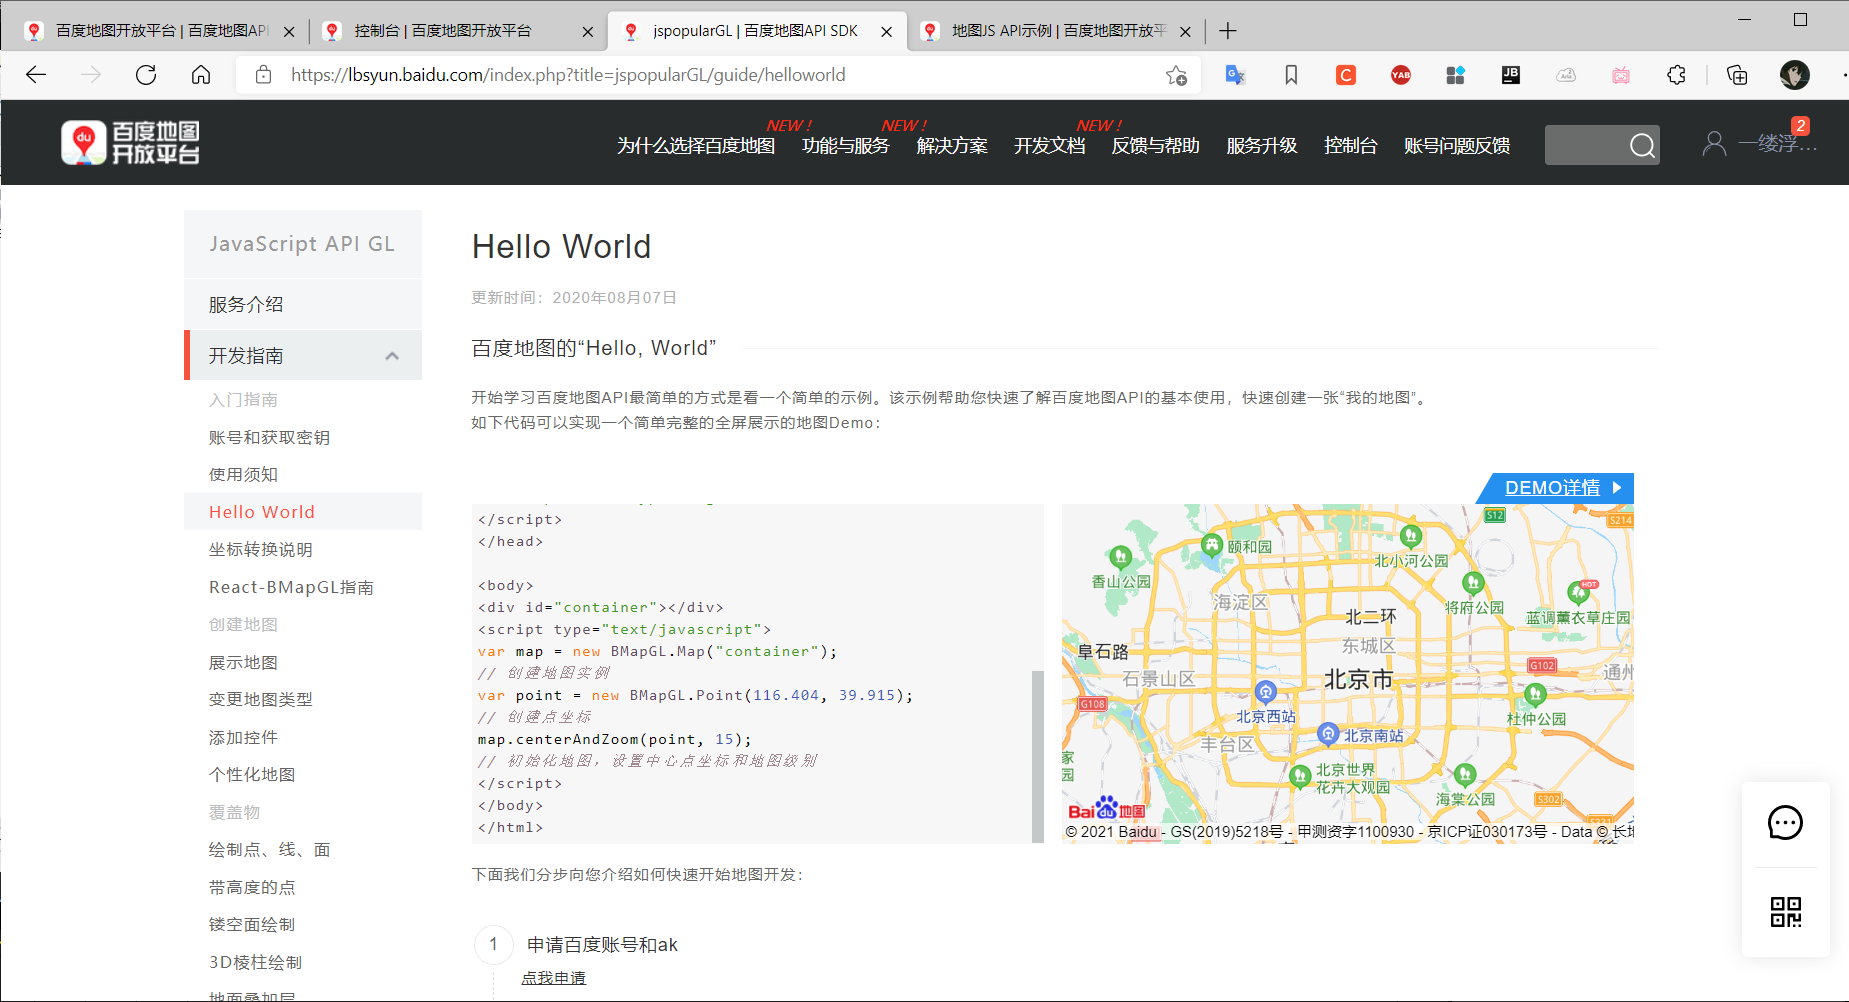 百度地图开放平台 | 百度地图API
控制台 | 百度地图开放平台
jspopularGL | 百度地图API SDK
地图JS API示例 | 百度地图开放平
https://lbsyun.baidu.com/index.php?title=jspopularGL/guide/helloworld
C
YAB
JB
du
百度地图
开放平台
NEW !
NEW !
NEW !
为什么选择百度地图
功能与服务
解决方案
开发文档
反馈与帮助
服务升级
控制台
账号问题反馈
2
一缕浮...
JavaScript API GL
服务介绍
开发指南
入门指南
账号和获取密钥
使用须知
Hello World
坐标转换说明
React-BMapGL指南
创建地图
展示地图
变更地图类型
添加控件
个性化地图
覆盖物
绘制点、线、面
带高度的点
镂空面绘制
3D棱柱绘制
地面叠加层
Hello World
更新时间：2020年08月07日
百度地图的“Hello, World”
开始学习百度地图API最简单的方式是看一个简单的示例。该示例帮助您快速了解百度地图API的基本使用，快速创建一张“我的地图”。
如下代码可以实现一个简单完整的全屏展示的地图Demo：
DEMO详情
</script>
</head>
<body>
<div id="container"></div>
<script type="text/javascript">
var map = new BMapGL.Map("container");
// 创建地图实例
var point = new BMapGL.Point(116.404, 39.915);
// 创建点坐标
map.centerAndZoom(point, 15);
// 初始化地图，设置中心点坐标和地图级别
</script>
</body>
</html>
S12
S214
颐和园
北小河公园
香山公园
HOT
海淀区
将府公园
北二环
蓝调薰衣草庄园
东城区
阜石路
G102
石景山区
北京市
通州
G108
北京西站
杜仲公园
丰台区
北京南站
家
园
北京世界
花卉大观园
海棠公园
S302
Bai du 地图
© 2021 Baidu - GS(2019)5218号 - 甲测资字1100930 - 京ICP证030173号 - Data © 长地
下面我们分步向您介绍如何快速开始地图开发：
1
申请百度账号和ak
点我申请